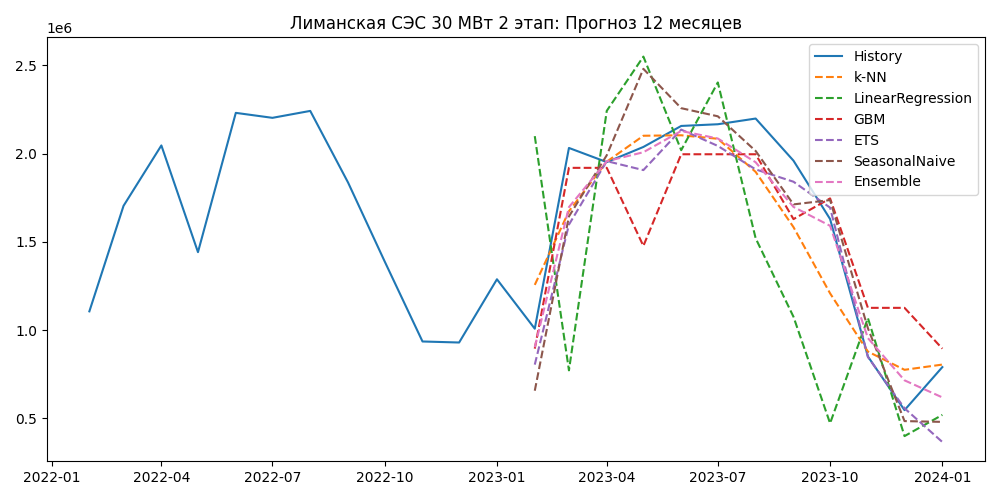 Лиманская СЭС 30 МВт 2 этап: Прогноз 12 месяцев
1e6
2.5
2.0
1.5
1.0
0.5
History
k-NN
LinearRegression
GBM
ETS
SeasonalNaive
Ensemble
2022-01 2022-04 2022-07 2022-10 2023-01 2023-04 2023-07 2023-10 2024-01